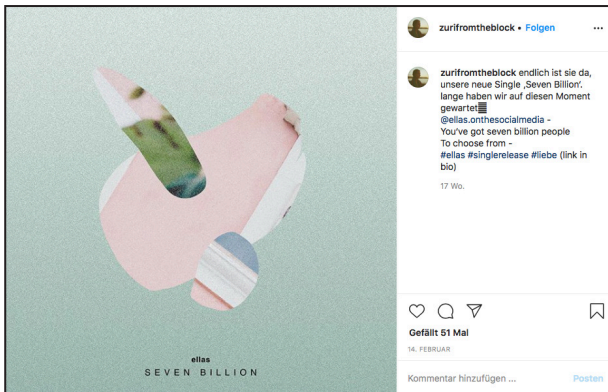 zurifromtheblock • Folgen
zurifromtheblock endlich ist sie da,
unsere neue Single ‚Seven Billion'.
lange haben wir auf diesen Moment
gewartet
@ellas.onthesocialmedia -
You've got seven billion people
To choose from -
#ellas #singlerelease #liebe (link in
bio)
17 Wo.
ellas
SEVEN BILLION
Gefällt 51 Mal
14. FEBRUAR
Kommentar hinzufügen ... Posten